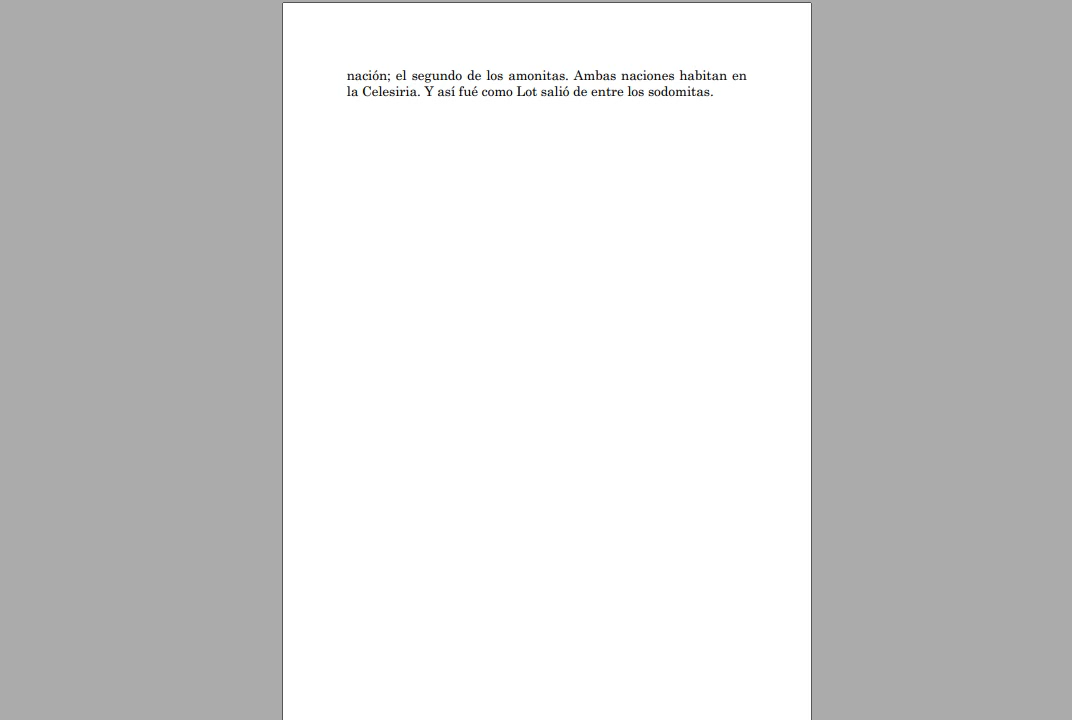 nación; el segundo de los amonitas. Ambas naciones habitan en
la Celesiria. Y así fué como Lot salió de entre los sodomitas.